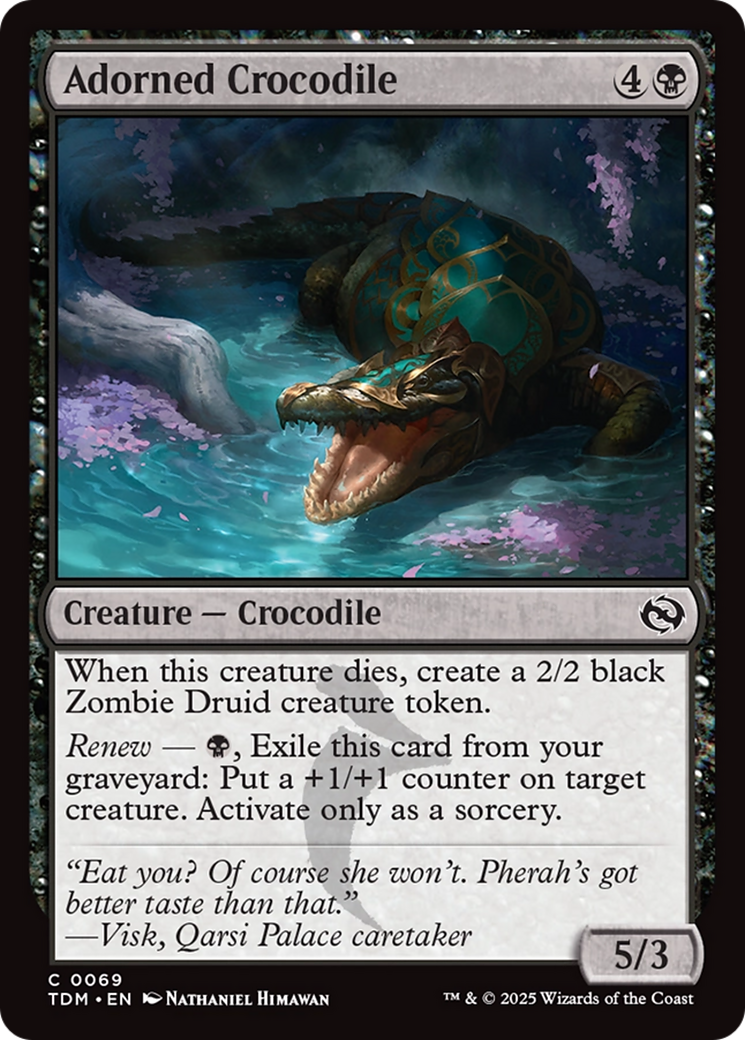 Adorned Crocodile 4
Creature — Crocodile
When this creature dies, create a 2/2 black
Zombie Druid creature token.
Renew — , Exile this card from your
graveyard: Put a +1/+1 counter on target
creature. Activate only as a sorcery.
“Eat you? Of course she won’t. Pherah’s got
better taste than that.”
—Visk, Qarsi Palace caretaker
5/3
C 0069
TDM • EN Nathaniel Himawan
™ & © 2025 Wizards of the Coast